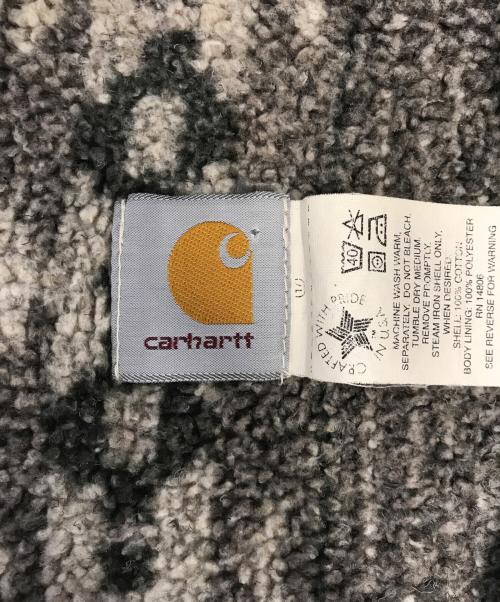 carhartt
CRAFTED WITH PRIDE
IN U.S.A.
40
MACHINE WASH WARM,
SEPARATELY. DO NOT BLEACH.
TUMBLE DRY MEDIUM.
REMOVE PROMPTLY.
STEAM IRON SHELL ONLY,
WHEN DESIRED.
SHELL: 100% COTTON
BODY LINING: 100% POLYESTER
RN 14806
SEE REVERSE FOR WARNING